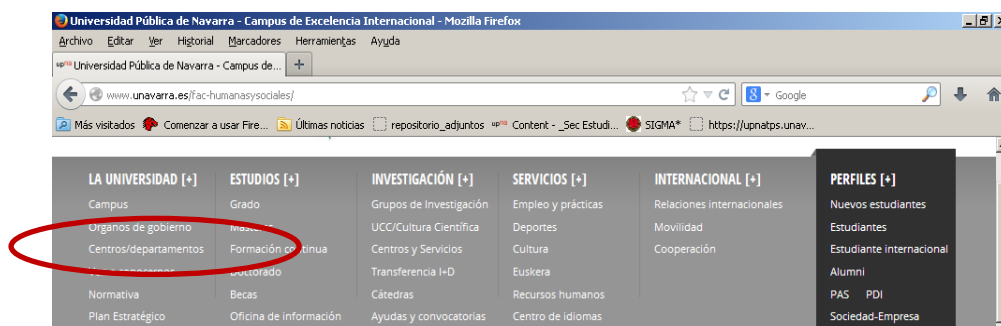 Universidad Pública de Navarra - Campus de Excelencia Internacional - Mozilla Firefox
Archivo Editar Ver Historial Marcadores Herramientas Ayuda
upna Universidad Pública de Navarra - Campus de... +
www.unavarra.es/fac-humanasysociales/ Google
Más visitados Comenzar a usar Fire... Últimas noticias repositorio_adjuntos upna Content - _Sec Estudi... SIGMA* https://upnatps.unav...
LA UNIVERSIDAD [+] ESTUDIOS [+] INVESTIGACIÓN [+] SERVICIOS [+] INTERNACIONAL [+] PERFILES [+]
Campus Grado Grupos de Investigación Empleo y prácticas Relaciones internacionales Nuevos estudiantes
Órganos de gobierno Másteres UCC/Cultura Científica Deportes Movilidad Estudiantes
Centros/departamentos Formación continua Centros y Servicios Cultura Cooperación Estudiante internacional
Doctorado Transferencia I+D Euskera Alumni
Normativa Becas Cátedras Recursos humanos PAS PDI
Plan Estratégico Oficina de información Ayudas y convocatorias Centro de idiomas Sociedad-Empresa